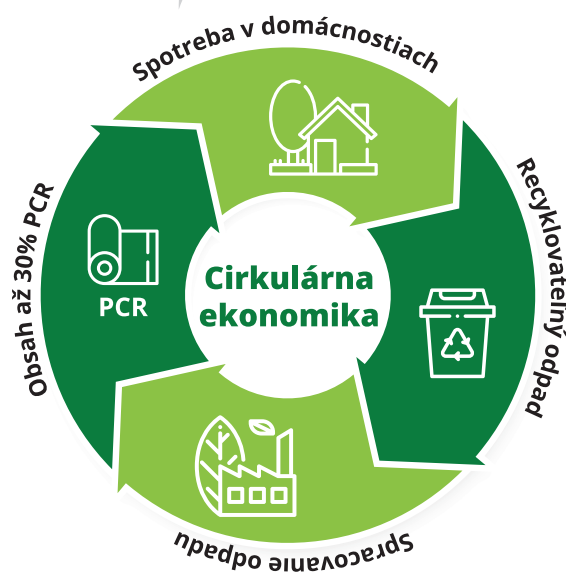 Spotreba v domácnostiach
Recyklovateľný odpad
Spracovanie odpadu
Obsah až 30% PCR
PCR
Cirkulárna
ekonomika